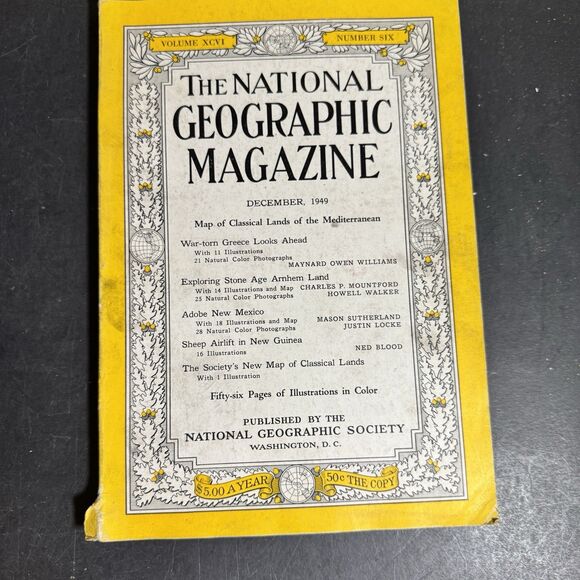 VOLUME XCVI
NUMBER SIX
THE NATIONAL
GEOGRAPHIC
MAGAZINE
DECEMBER, 1949
Map of Classical Lands of the Mediterranean
War-torn Greece Looks Ahead
With 11 Illustrations
21 Natural Color Photographs
MAYNARD OWEN WILLIAMS
Exploring Stone Age Arnhem Land
With 14 Illustrations and Map CHARLES P. MOUNTFORD
25 Natural Color Photographs HOWELL WALKER
Adobe New Mexico
With 18 Illustrations and Map MASON SUTHERLAND
28 Natural Color Photographs JUSTIN LOCKE
Sheep Airlift in New Guinea
16 Illustrations NED BLOOD
The Society's New Map of Classical Lands
With 1 Illustration
Fifty-six Pages of Illustrations in Color
PUBLISHED BY THE
NATIONAL GEOGRAPHIC SOCIETY
WASHINGTON, D. C.
$5.00 A YEAR
50¢ THE COPY